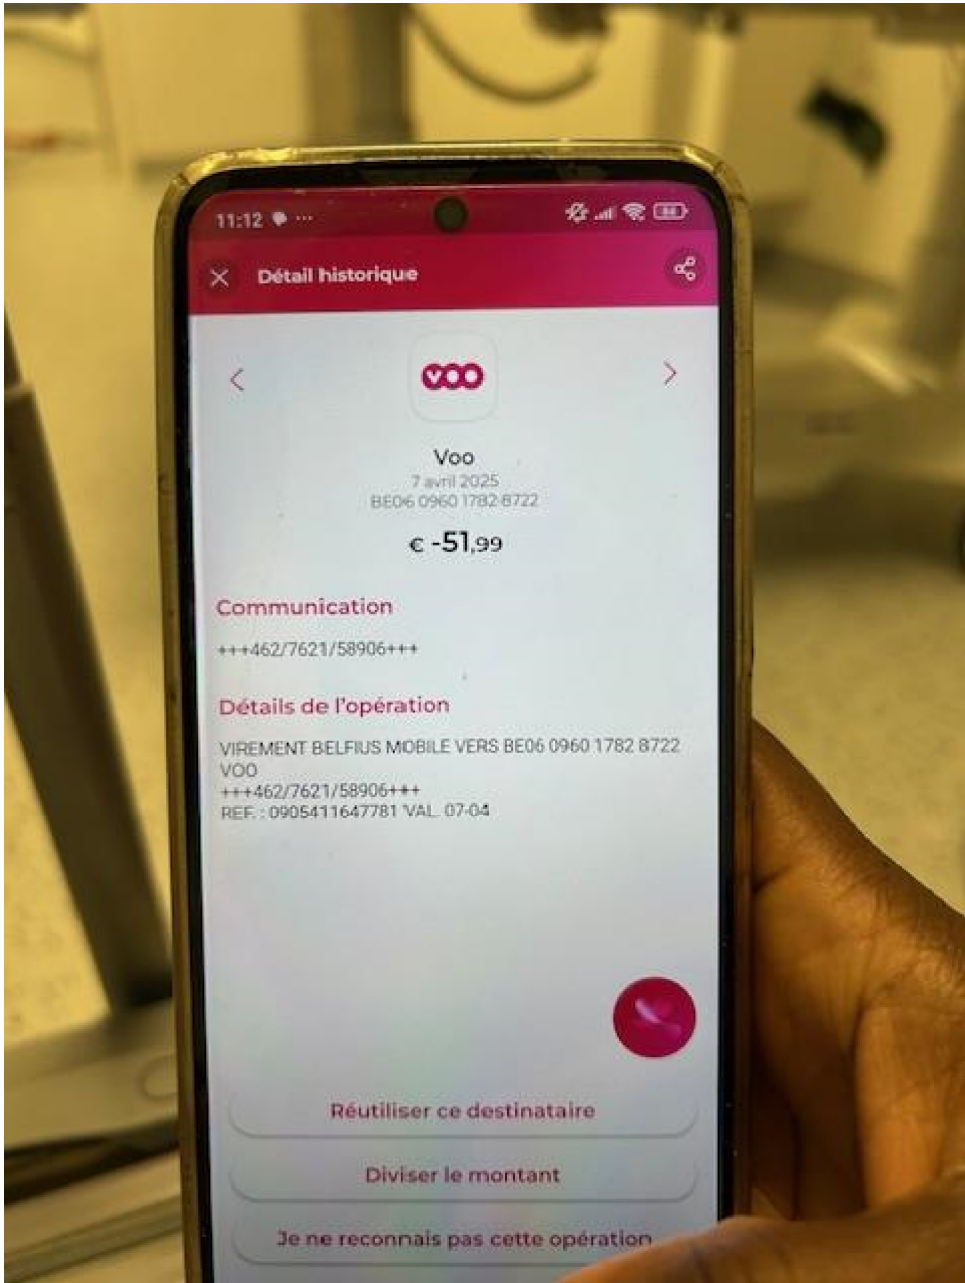 11:12
84
Détail historique
VOO
Voo
7 avril 2025
BE06 0960 1782 8722
€ -51,99
Communication
+++462/7621/58906+++
Détails de l'opération
VIREMENT BELFIUS MOBILE VERS BE06 0960 1782 8722
VOO
+++462/7621/58906+++
REF. : 0905411647781 VAL. 07-04
Réutiliser ce destinataire
Diviser le montant
Je ne reconnais pas cette opération